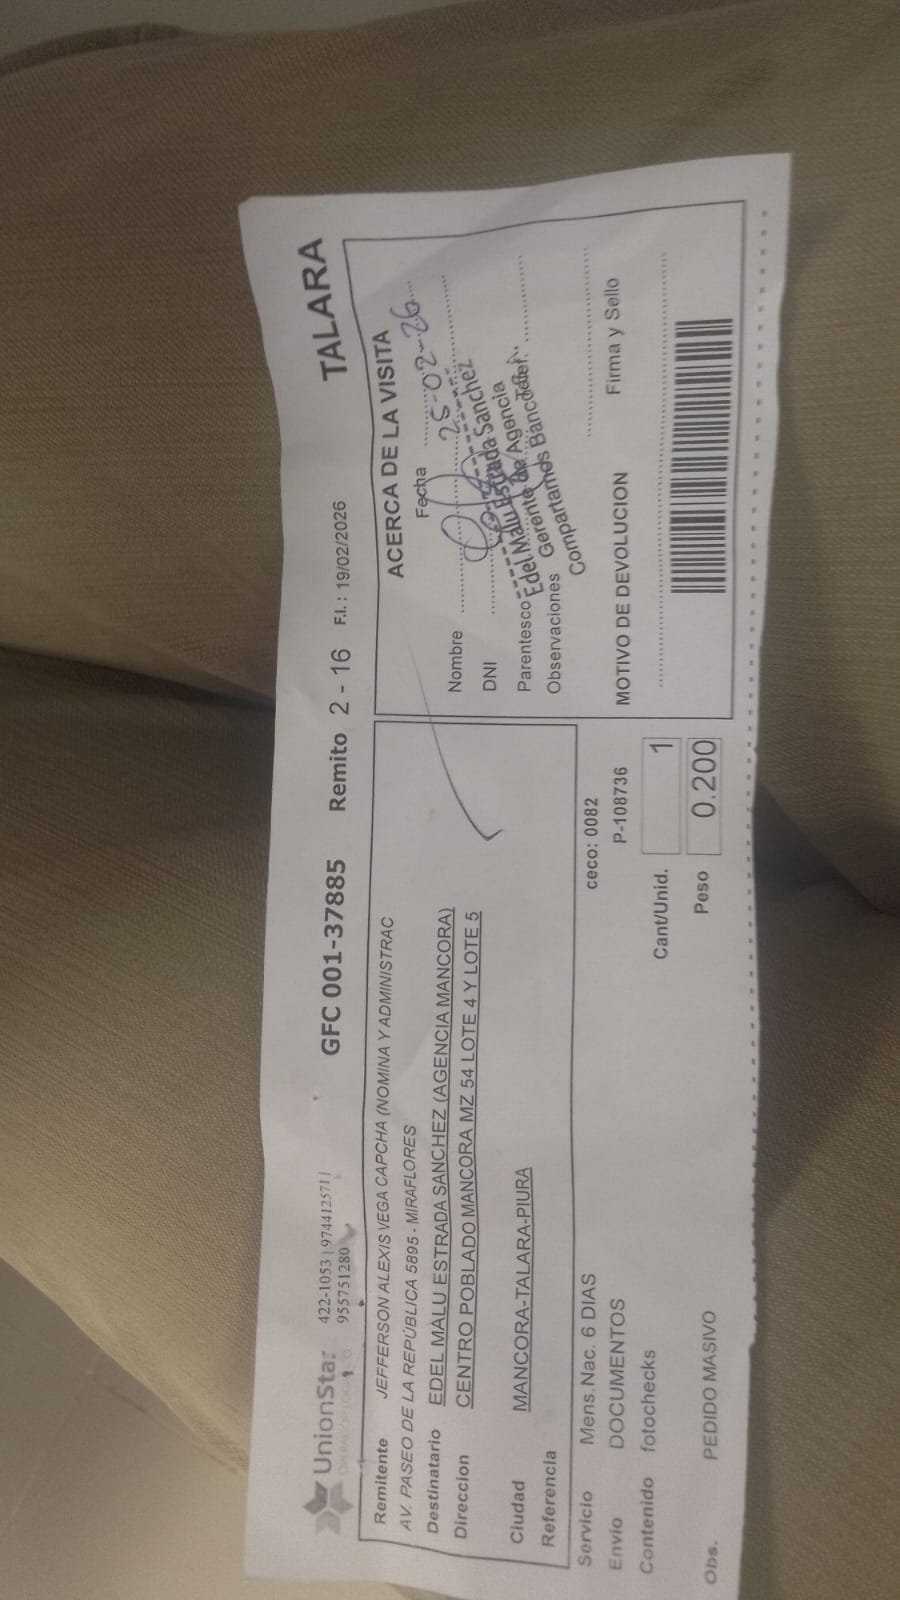 UnionStar
422-1053 | 974412571 |
955751280
GFC 001-37885
Remito 2 - 16
F.I.: 19/02/2026
TALARA
Remitente JEFFERSON ALEXIS VEGA CAPCHA (NOMINA Y ADMINISTRAC
AV. PASEO DE LA REPÚBLICA 5895 - MIRAFLORES
Destinatario EDEL MALU ESTRADA SANCHEZ (AGENCIA MANCORA)
Direccion CENTRO POBLADO MANCORA MZ 54 LOTE 4 Y LOTE 5
Ciudad MANCORA-TALARA-PIURA
Referencia
Servicio Mens.Nac. 6 DIAS
ceco: 0082
Envio DOCUMENTOS
P-108736
Contenido fotochecks
Cant/Unid. 1
Peso 0.200
Obs. PEDIDO MASIVO
ACERCA DE LA VISITA
Fecha 25-02-26
Nombre
DNI
Parentesco
Observaciones
Edel Malu Estrada Sanchez
Gerente de Agencia
Compartamos Banco
Telef.
MOTIVO DE DEVOLUCION
Firma y Sello